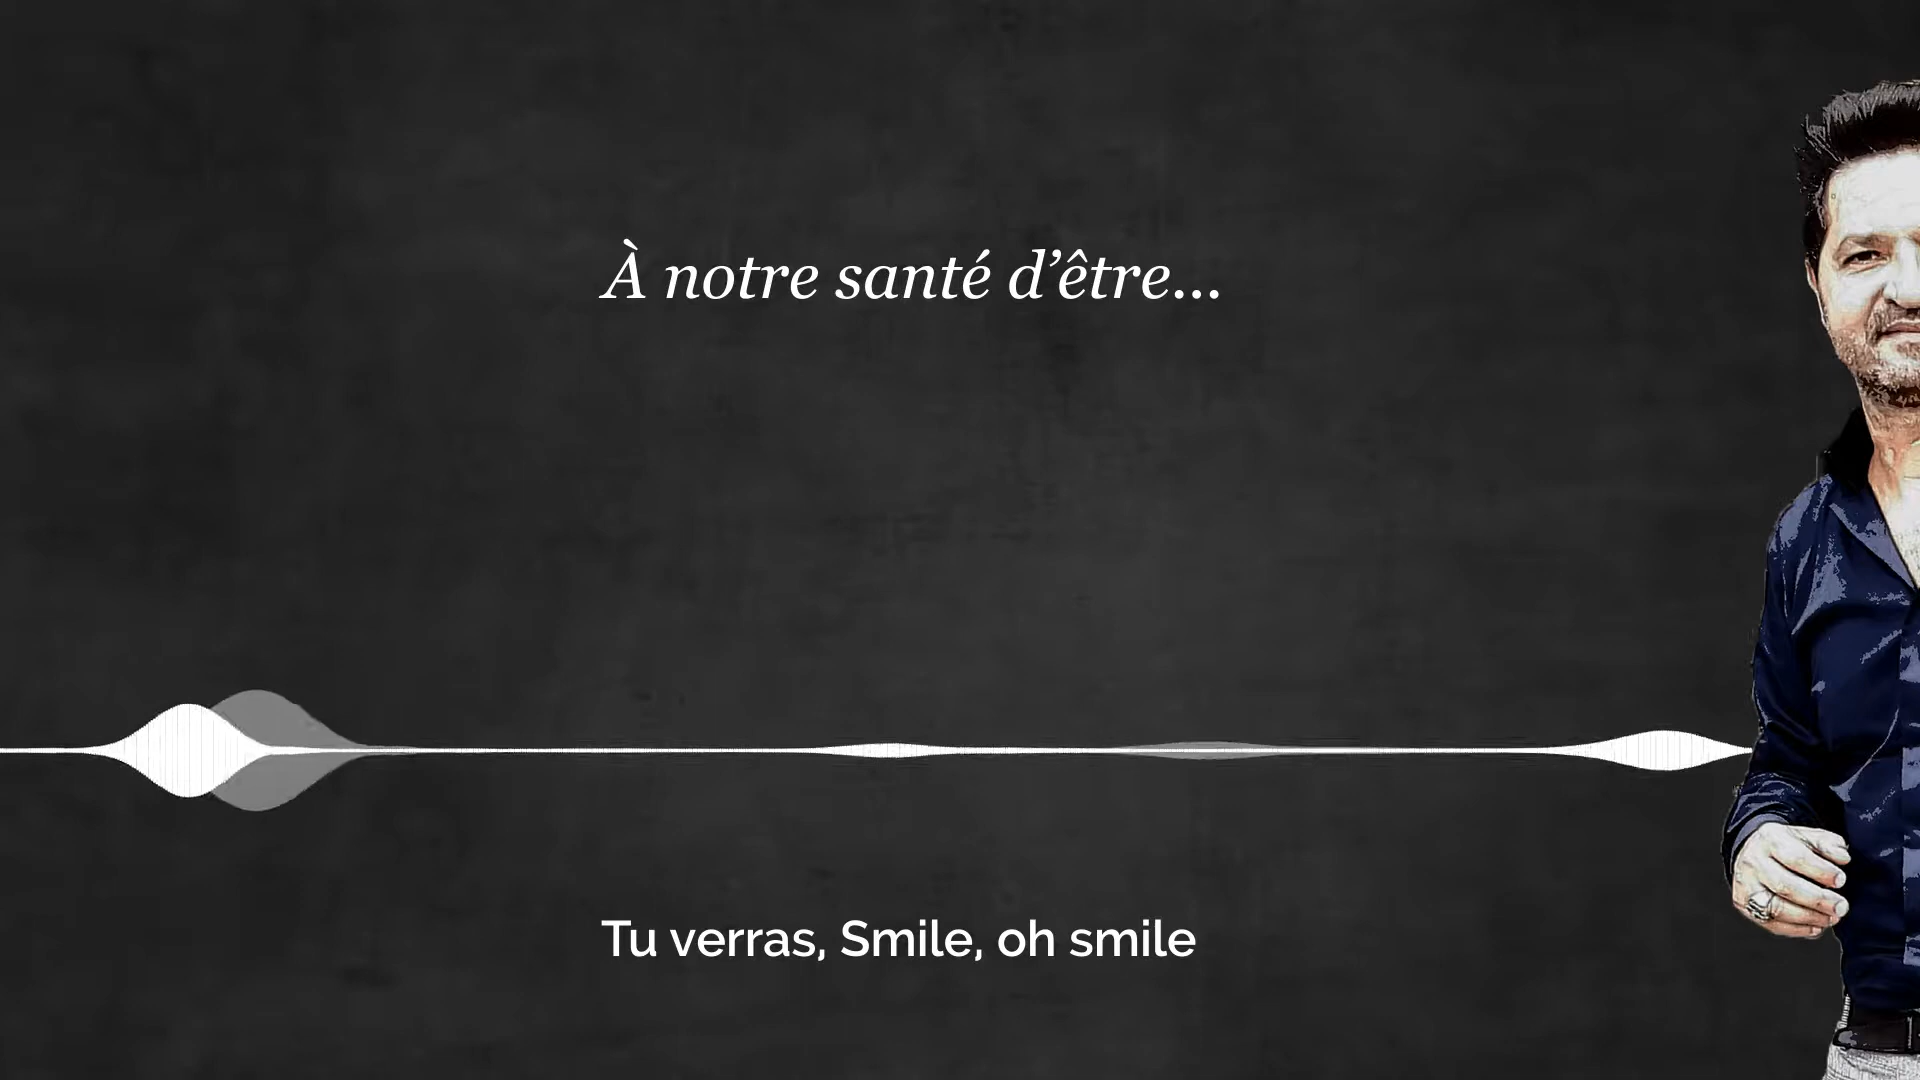 À notre santé d’être...
Tu verras, Smile, oh smile